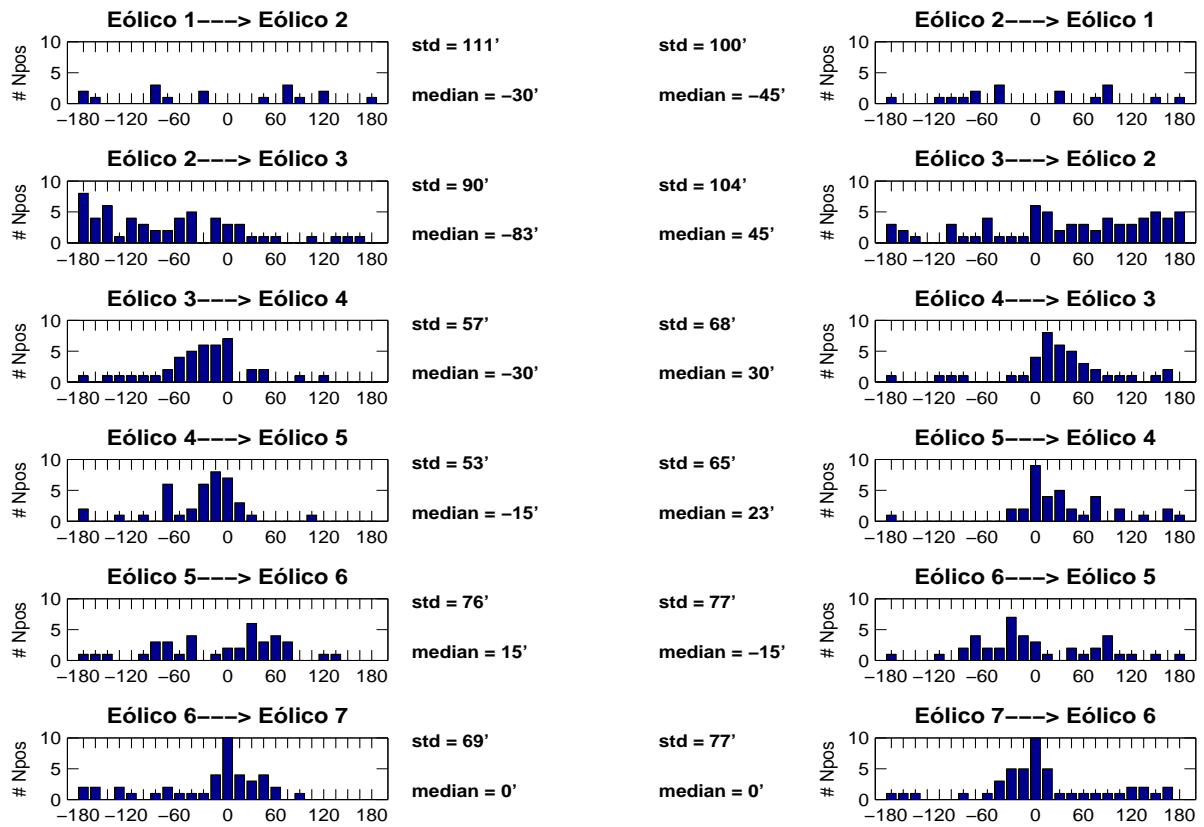 Eólico 1−−−> Eólico 2
# Npos
10
5
0
−180 −120 −60 0 60 120 180
std = 111’
median = −30’
Eólico 2−−−> Eólico 1
std = 100’
median = −45’
# Npos
10
5
0
−180 −120 −60 0 60 120 180
Eólico 2−−−> Eólico 3
# Npos
10
5
0
−180 −120 −60 0 60 120 180
std = 90’
median = −83’
Eólico 3−−−> Eólico 2
std = 104’
median = 45’
# Npos
10
5
0
−180 −120 −60 0 60 120 180
Eólico 3−−−> Eólico 4
# Npos
10
5
0
−180 −120 −60 0 60 120 180
std = 57’
median = −30’
Eólico 4−−−> Eólico 3
std = 68’
median = 30’
# Npos
10
5
0
−180 −120 −60 0 60 120 180
Eólico 4−−−> Eólico 5
# Npos
10
5
0
−180 −120 −60 0 60 120 180
std = 53’
median = −15’
Eólico 5−−−> Eólico 4
std = 65’
median = 23’
# Npos
10
5
0
−180 −120 −60 0 60 120 180
Eólico 5−−−> Eólico 6
# Npos
10
5
0
−180 −120 −60 0 60 120 180
std = 76’
median = 15’
Eólico 6−−−> Eólico 5
std = 77’
median = −15’
# Npos
10
5
0
−180 −120 −60 0 60 120 180
Eólico 6−−−> Eólico 7
# Npos
10
5
0
−180 −120 −60 0 60 120 180
std = 69’
median = 0’
Eólico 7−−−> Eólico 6
std = 77’
median = 0’
# Npos
10
5
0
−180 −120 −60 0 60 120 180